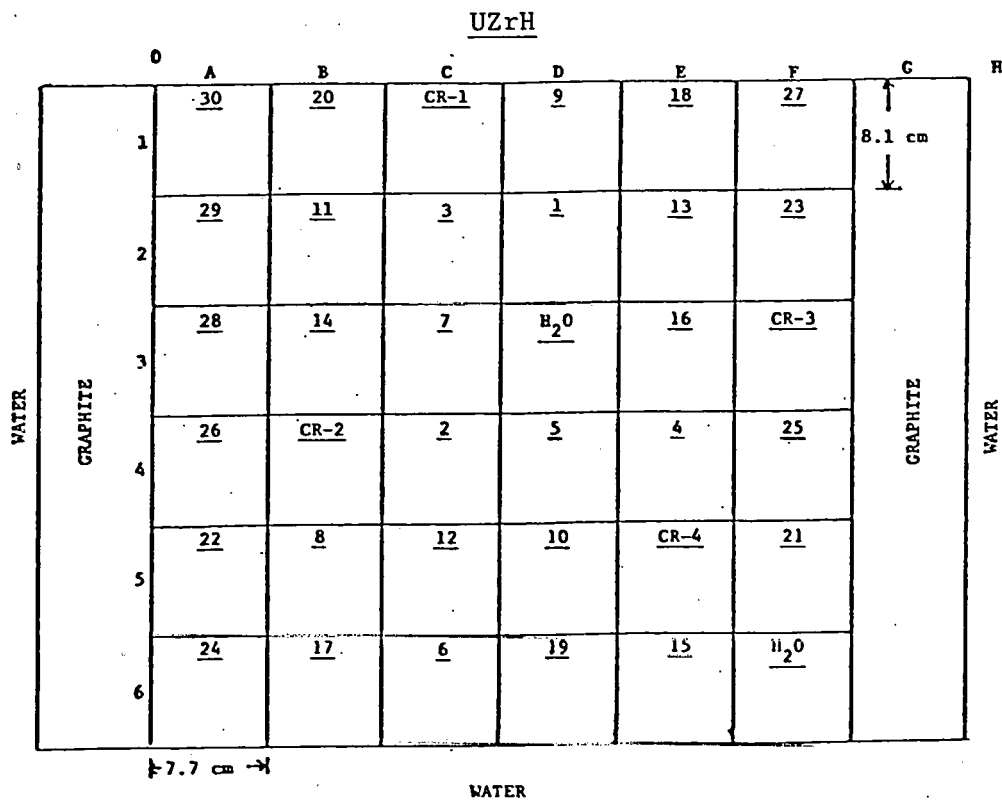 UZrH
O A B C D E F G H
30 20 CR-1 9 18 27
1 8.1 cm
29 11 3 1 13 23
2
28 14 7 H₂O 16 CR-3
3
WATER GRAPHITE GRAPHITE WATER
26 CR-2 2 5 4 25
4
22 8 12 10 CR-4 21
5
24 17 6 19 15 H₂O
6
7.7 cm
WATER